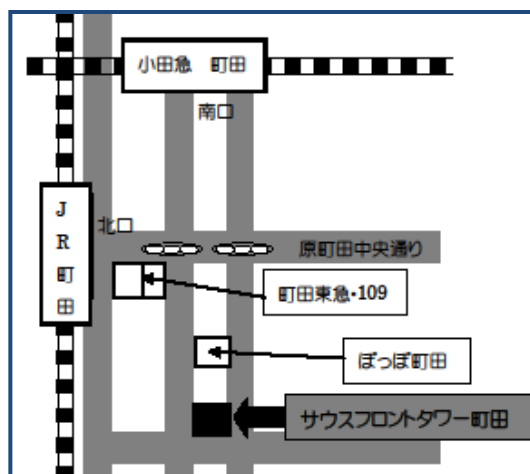 小田急 町田
南口
JR町田
北口
原町田中央通り
町田東急・109
ぽっぽ町田
サウスフロントタワー町田